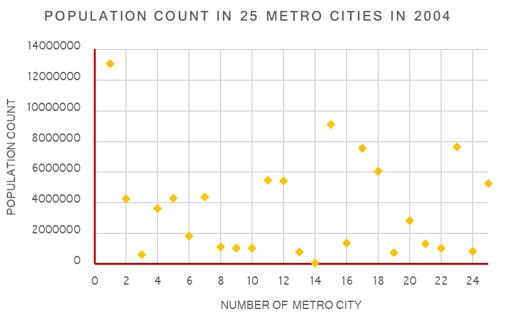 POPULATION COUNT IN 25 METRO CITIES IN 2004
14000000
12000000
10000000
8000000
6000000
4000000
2000000
0
POPULATION COUNT
0 2 4 6 8 10 12 14 16 18 20 22 24
NUMBER OF METRO CITY